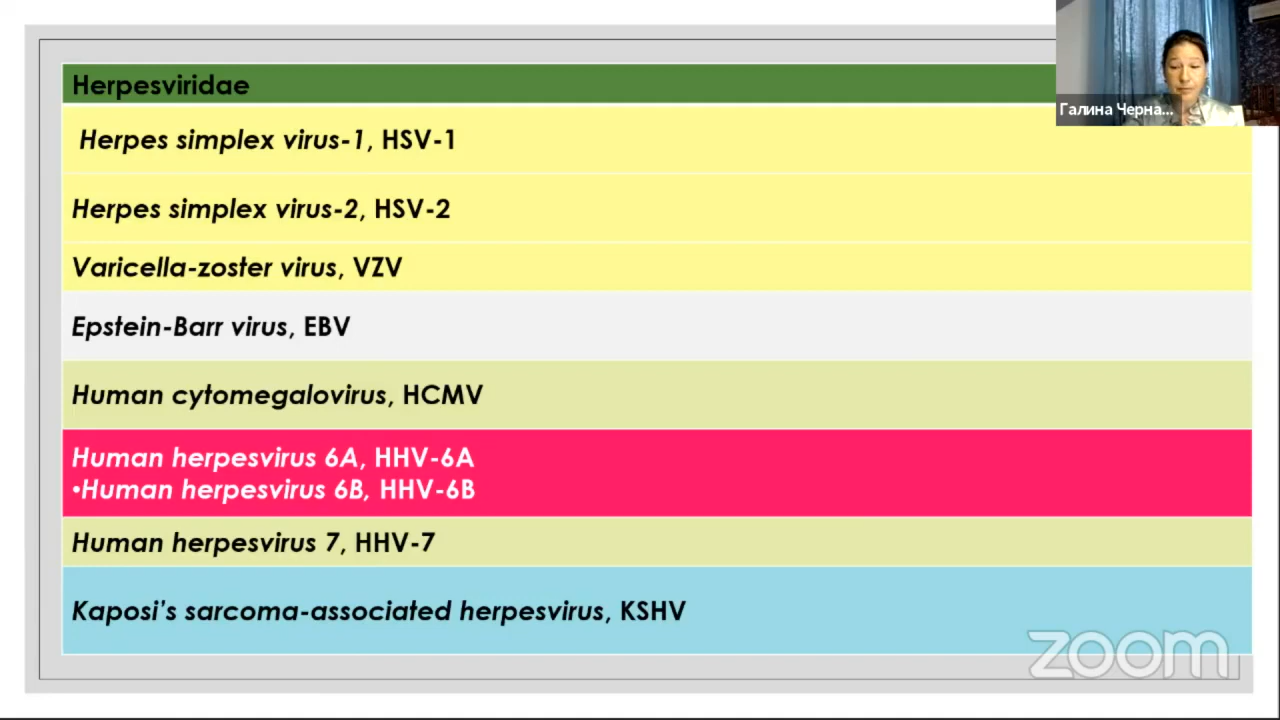 Herpesviridae
Herpes simplex virus-1, HSV-1
Herpes simplex virus-2, HSV-2
Varicella-zoster virus, VZV
Epstein-Barr virus, EBV
Human cytomegalovirus, HCMV
Human herpesvirus 6A, HHV-6A
•Human herpesvirus 6B, HHV-6B
Human herpesvirus 7, HHV-7
Kaposi's sarcoma-associated herpesvirus, KSHV
Галина Черна...
zoom